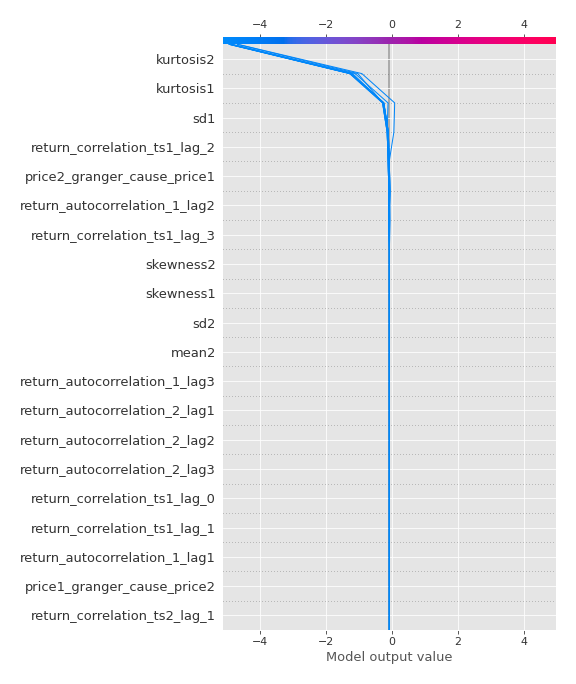 −4 −2 0 2 4
kurtosis2
kurtosis1
sd1
return_correlation_ts1_lag_2
price2_granger_cause_price1
return_autocorrelation_1_lag2
return_correlation_ts1_lag_3
skewness2
skewness1
sd2
mean2
return_autocorrelation_1_lag3
return_autocorrelation_2_lag1
return_autocorrelation_2_lag2
return_autocorrelation_2_lag3
return_correlation_ts1_lag_0
return_correlation_ts1_lag_1
return_autocorrelation_1_lag1
price1_granger_cause_price2
return_correlation_ts2_lag_1
−4 −2 0 2 4
Model output value